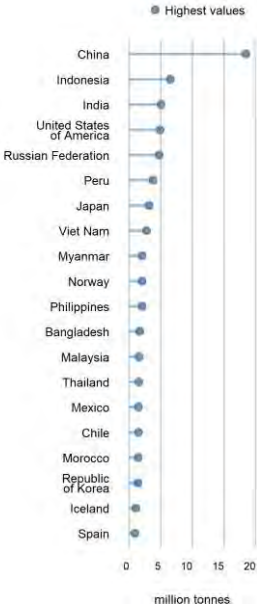 Highest values
China
Indonesia
India
United States
of America
Russian Federation
Peru
Japan
Viet Nam
Myanmar
Norway
Philippines
Bangladesh
Malaysia
Thailand
Mexico
Chile
Morocco
Republic
of Korea
Iceland
Spain
0 5 10 15 20
million tonnes